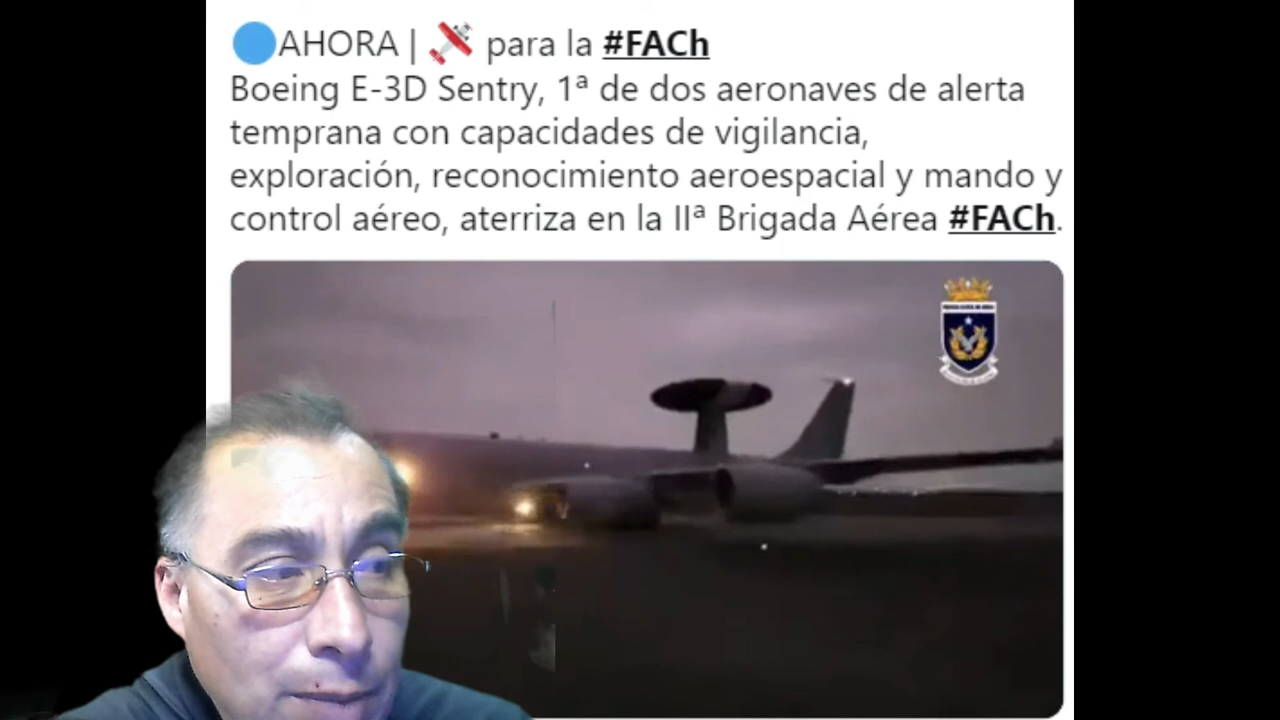 AHORA | para la #FACh
Boeing E-3D Sentry, 1ª de dos aeronaves de alerta
temprana con capacidades de vigilancia,
exploración, reconocimiento aeroespacial y mando y
control aéreo, aterriza en la IIª Brigada Aérea #FACh.